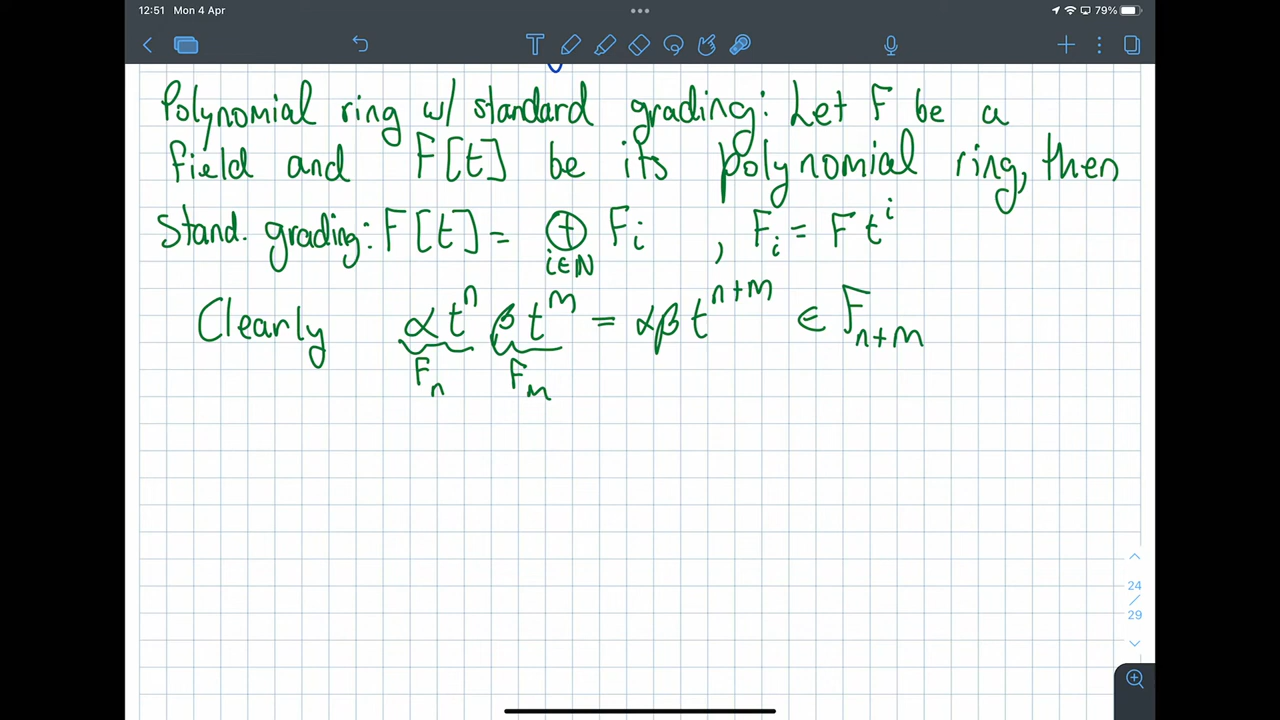 12:51 Mon 4 Apr
79%
T
Polynomial ring w/ standard grading: Let F be a
field and F[t] be its polynomial ring, then
Stand. grading: F[t] = ⊕ F_i , F_i = F t^i
i∈N
Clearly αt^n βt^m = αβ t^{n+m} ∈ F_{n+m}
F_n F_m
24
/
29